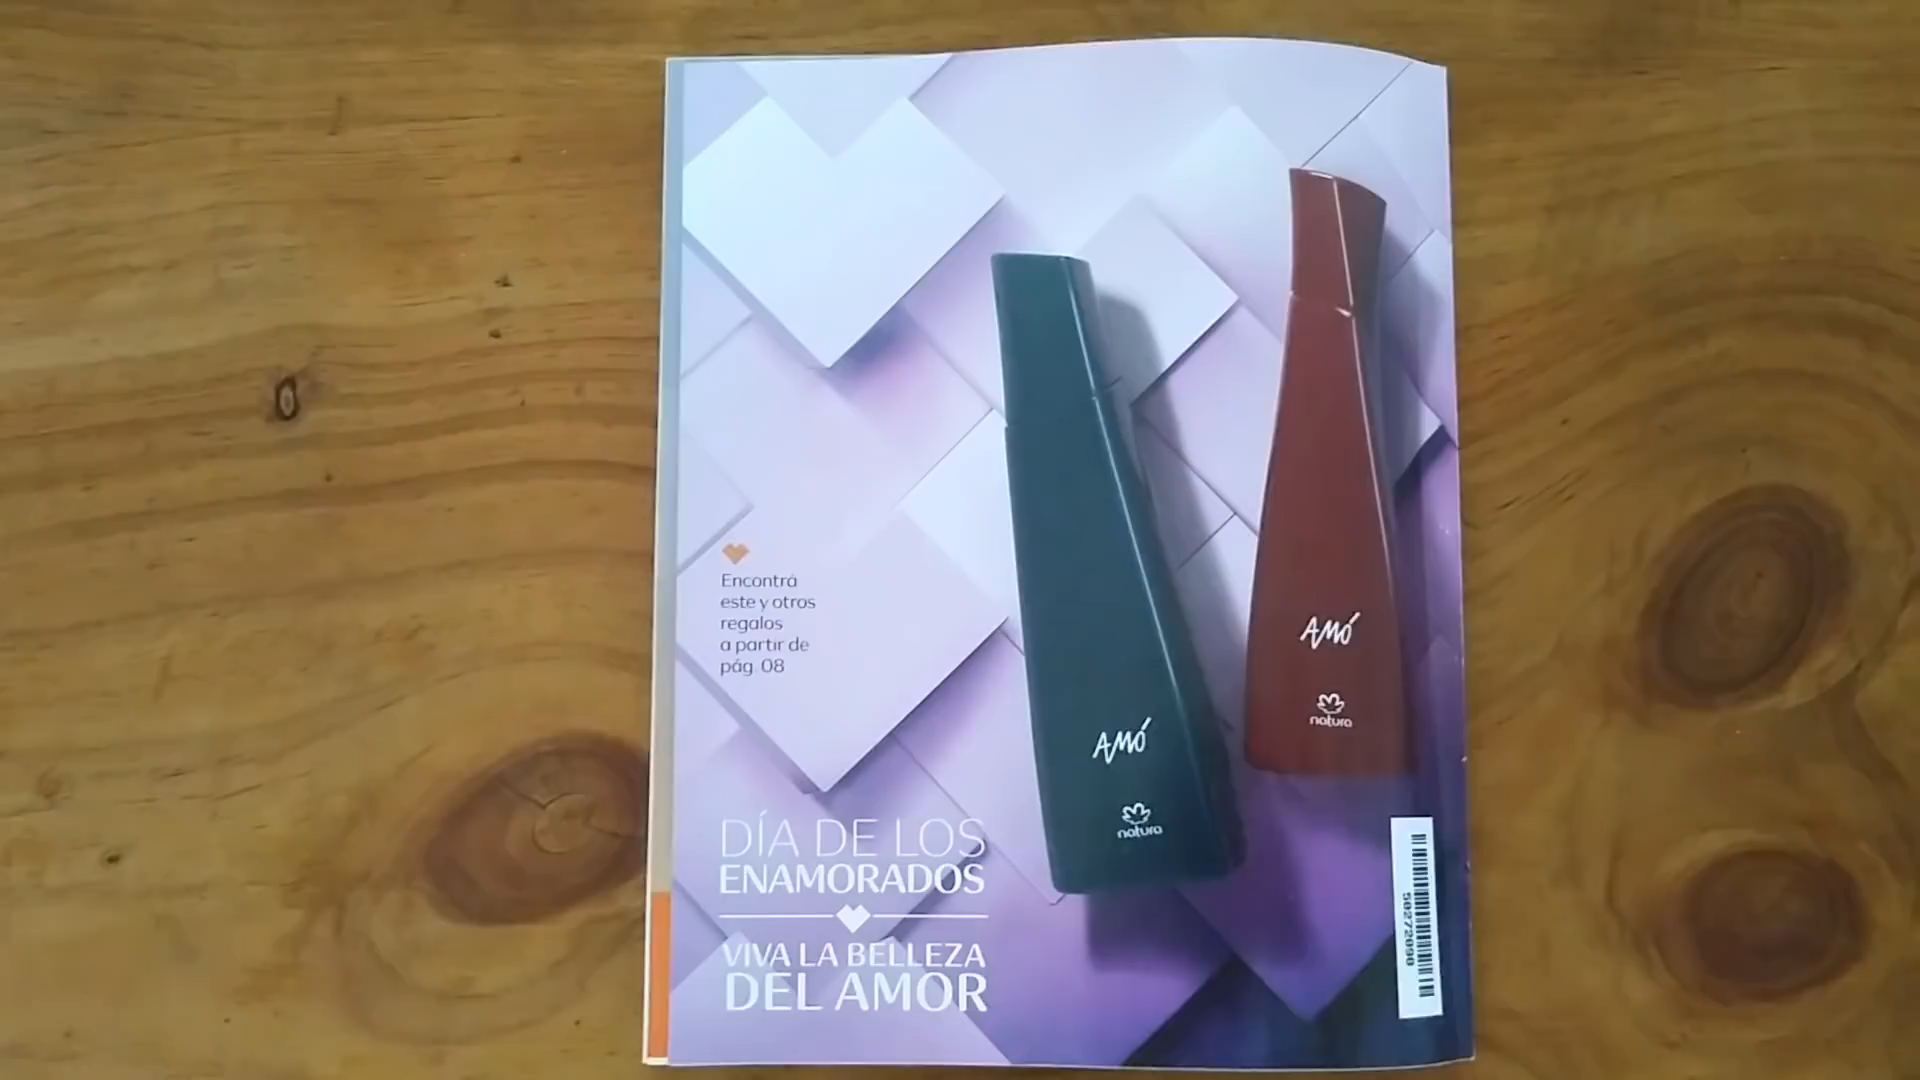 Encontrá
este y otros
regalos
a partir de
pág. 08
AMÓ
natura
AMÓ
natura
DÍA DE LOS
ENAMORADOS
VIVA LA BELLEZA
DEL AMOR
50272090